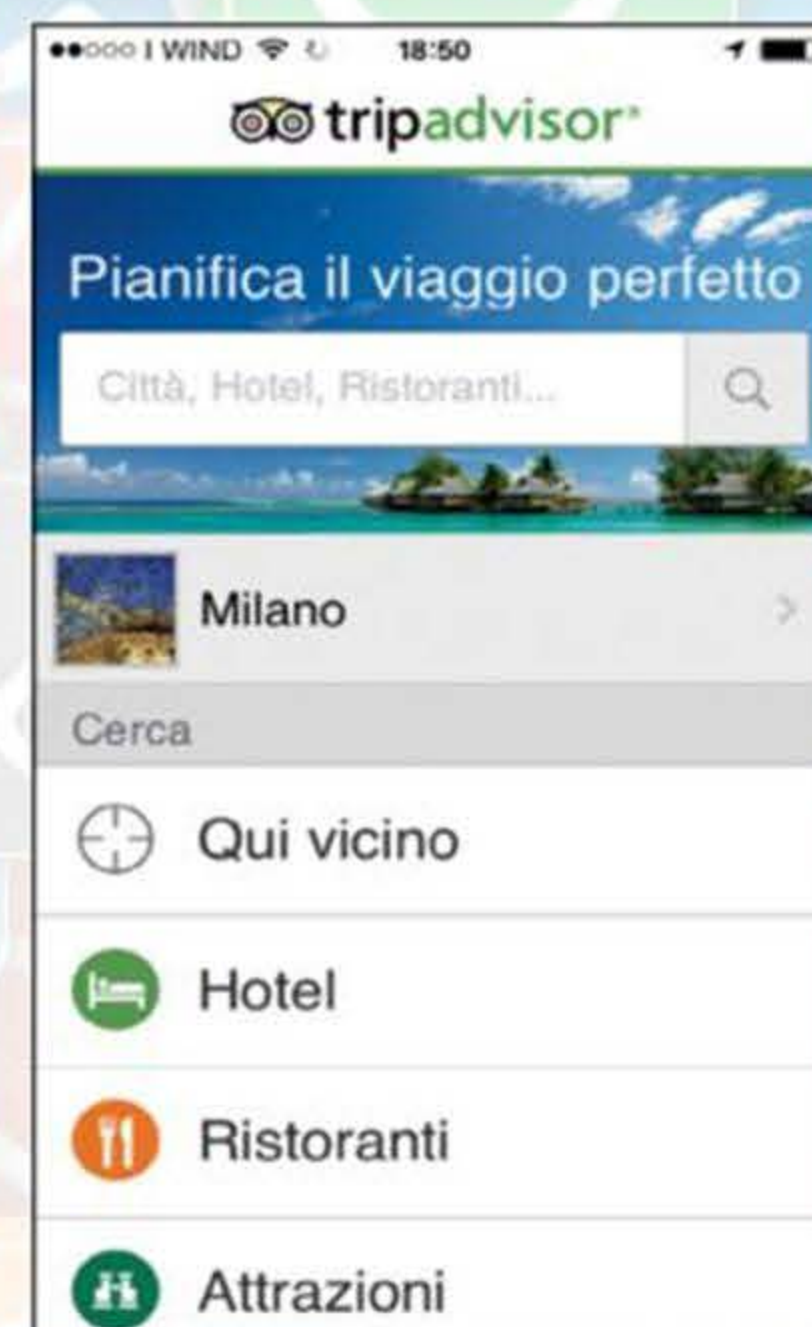 I WIND 18:50
tripadvisor
Pianifica il viaggio perfetto
Città, Hotel, Ristoranti...
Milano
Cerca
Qui vicino
Hotel
Ristoranti
Attrazioni